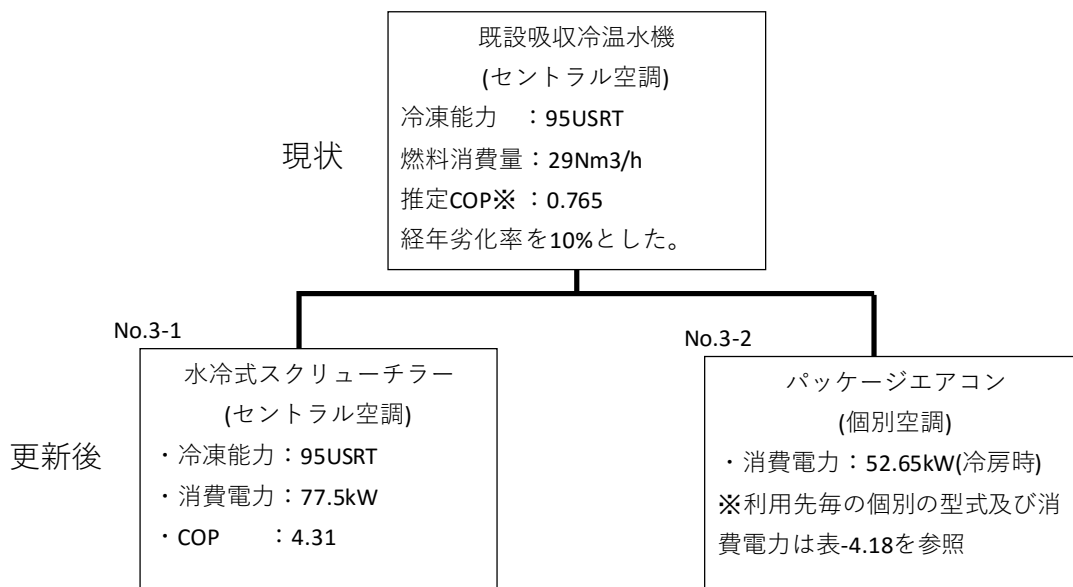 既設吸収冷温水機
(セントラル空調)
冷凍能力　：95USRT
燃料消費量：29Nm3/h
推定COP※ ：0.765
経年劣化率を10%とした。
現状
No.3-1
水冷式スクリューチラー
(セントラル空調)
・冷凍能力：95USRT
・消費電力：77.5kW
・COP　　：4.31
更新後
No.3-2
パッケージエアコン
(個別空調)
・消費電力：52.65kW(冷房時)
※利用先毎の個別の型式及び消
費電力は表-4.18を参照